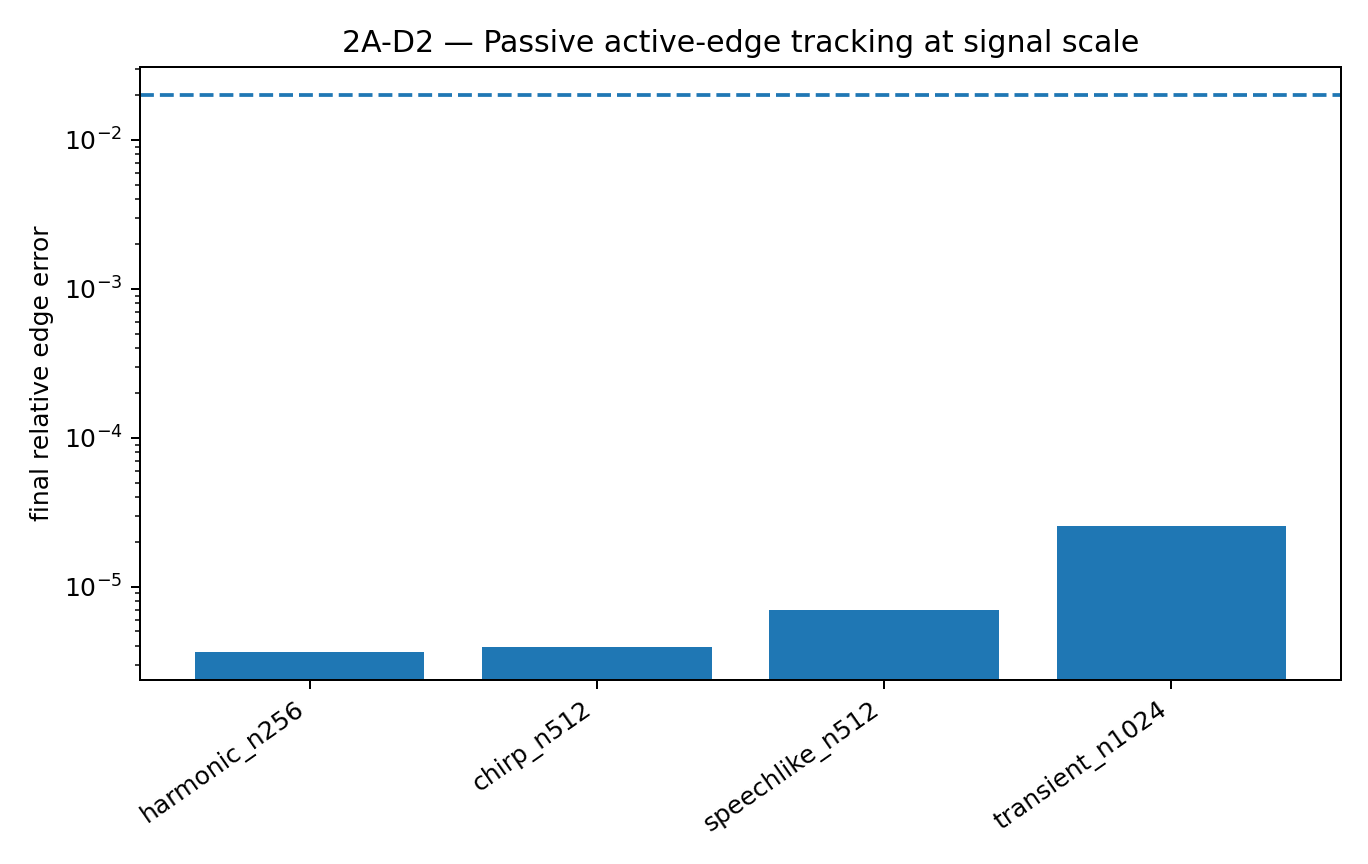 2A-D2 — Passive active-edge tracking at signal scale
final relative edge error
10⁻²
10⁻³
10⁻⁴
10⁻⁵
harmonic_n256
chirp_n512
speechlike_n512
transient_n1024